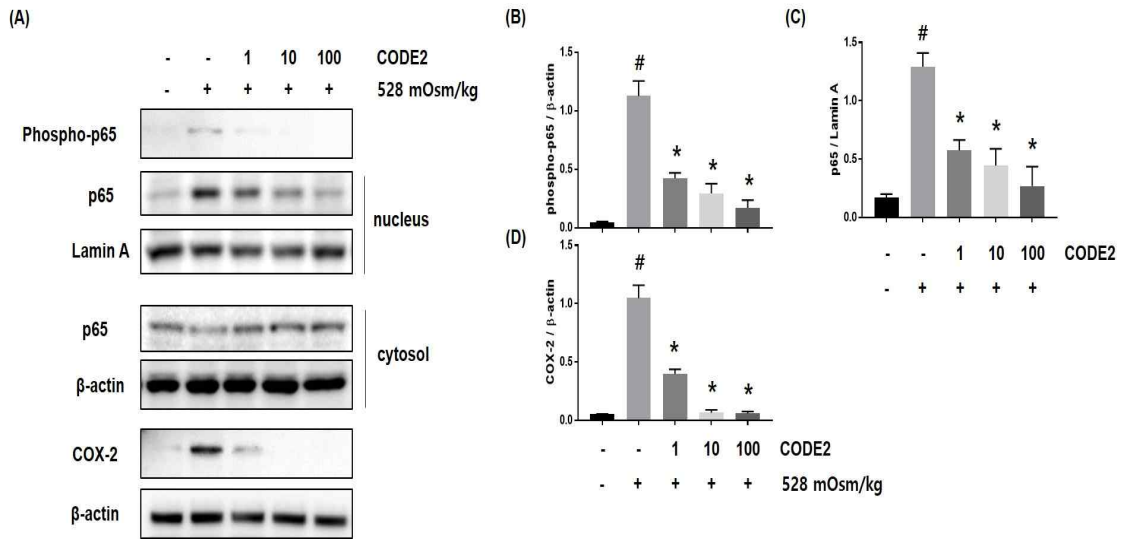 (A)
- - 1 10 100 CODE2
- + + + + 528 mOsm/kg
Phospho-p65
p65
Lamin A
nucleus
p65
β-actin
cytosol
COX-2
β-actin
(B)
phospho-p65 / β-actin
1.5
1.0
0.5
0.0
#
*
*
*
(D)
COX-2 / β-actin
1.5
1.0
0.5
0.0
#
*
*
*
- - 1 10 100 CODE2
- + + + + 528 mOsm/kg
(C)
p65 / Lamin A
1.5
1.0
0.5
0.0
#
*
*
*
- - 1 10 100 CODE2
- + + + +